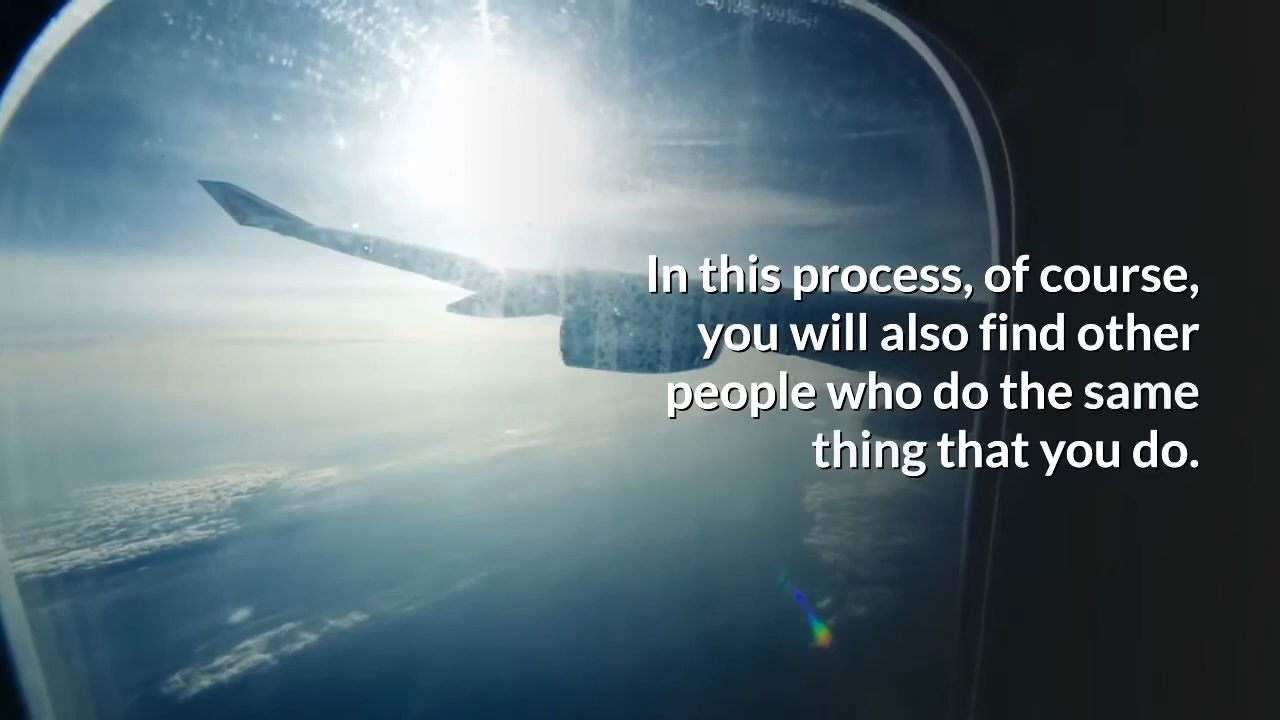 In this process, of course,
you will also find other
people who do the same
thing that you do.